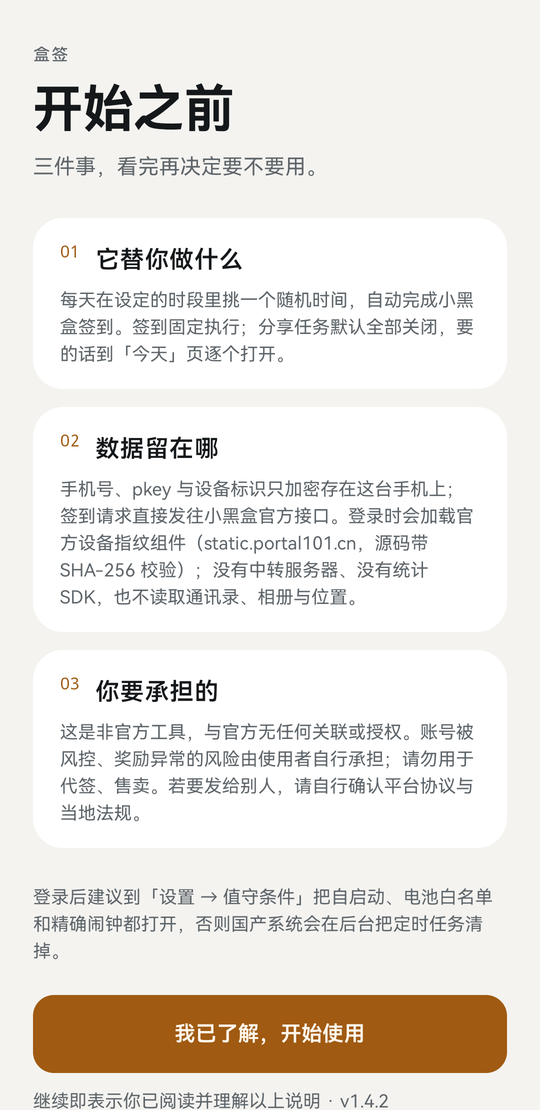 盒签
开始之前
三件事，看完再决定要不要用。
01 它替你做什么
每天在设定的时段里挑一个随机时间，自动完成小黑
盒签到。签到固定执行；分享任务默认全部关闭，要
的话到「今天」页逐个打开。
02 数据留在哪
手机号、pkey 与设备标识只加密存在这台手机上；
签到请求直接发往小黑盒官方接口。登录时会加载官
方设备指纹组件（static.portal101.cn，源码带
SHA-256 校验）；没有中转服务器、没有统计
SDK，也不读取通讯录、相册与位置。
03 你要承担的
这是非官方工具，与官方无任何关联或授权。账号被
风控、奖励异常的风险由使用者自行承担；请勿用于
代签、售卖。若要发给别人，请自行确认平台协议与
当地法规。
登录后建议到「设置 → 值守条件」把自启动、电池白名单
和精确闹钟都打开，否则国产系统会在后台把定时任务清
掉。
我已了解，开始使用
继续即表示你已阅读并理解以上说明 · v1.4.2